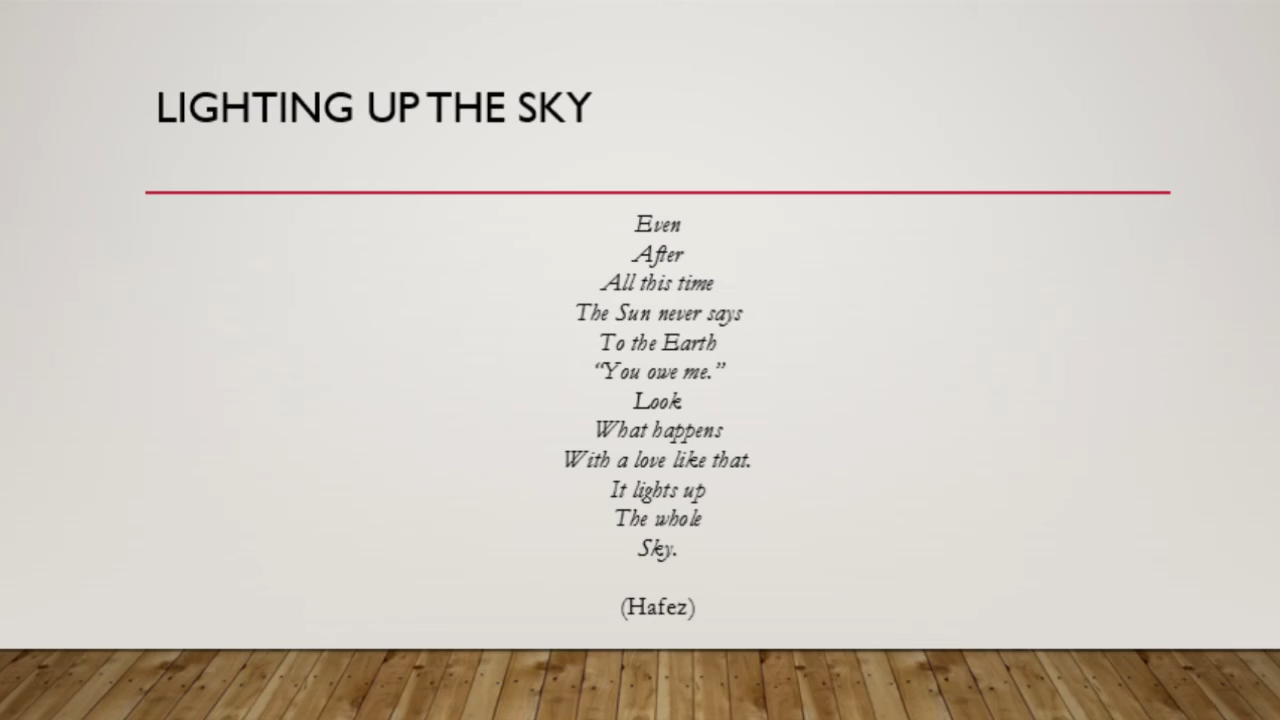 LIGHTING UP THE SKY
Even
After
All this time
The Sun never says
To the Earth
“You owe me.”
Look
What happens
With a love like that.
It lights up
The whole
Sky.
(Hafez)